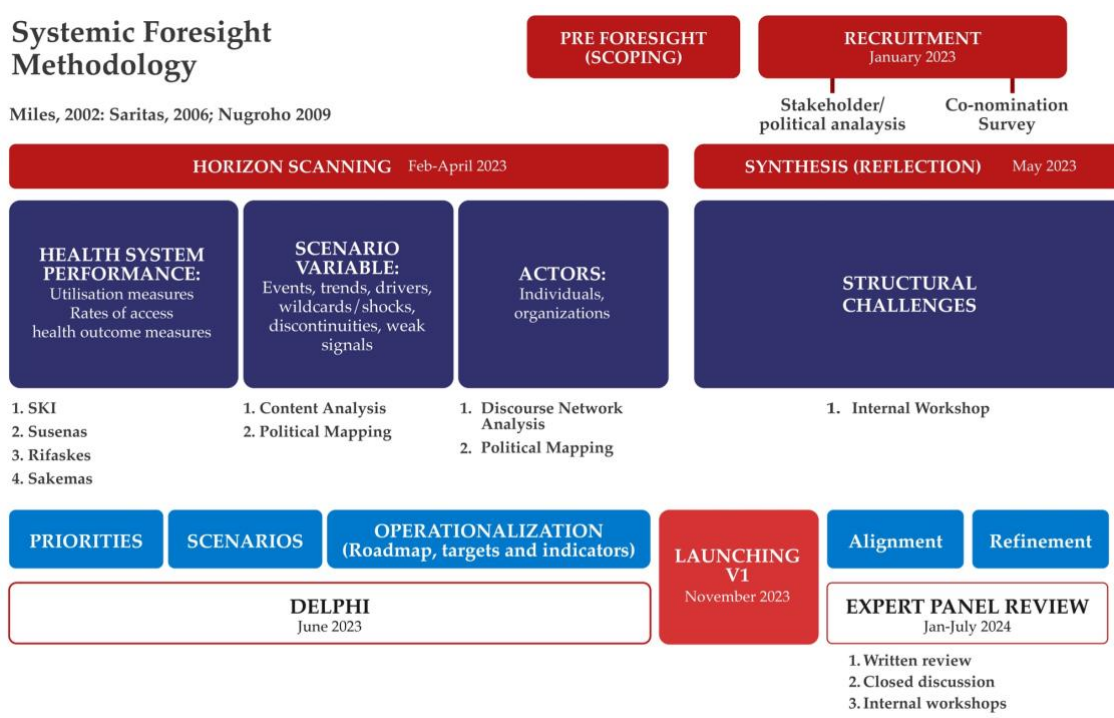 Systemic Foresight
Methodology
Miles, 2002: Saritas, 2006; Nugroho 2009
PRE FORESIGHT
(SCOPING)
RECRUITMENT
January 2023
Stakeholder/
political analaysis
Co-nomination
Survey
HORIZON SCANNING Feb-April 2023
SYNTHESIS (REFLECTION) May 2023
HEALTH SYSTEM
PERFORMANCE:
Utilisation measures
Rates of access
health outcome measures
SCENARIO
VARIABLE:
Events, trends, drivers,
wildcards/shocks,
discontinuities, weak
signals
ACTORS:
Individuals,
organizations
STRUCTURAL
CHALLENGES
1. SKI
2. Susenas
3. Rifaskes
4. Sakemas
1. Content Analysis
2. Political Mapping
1. Discourse Network
Analysis
2. Political Mapping
1. Internal Workshop
PRIORITIES
SCENARIOS
OPERATIONALIZATION
(Roadmap, targets and indicators)
DELPHI
June 2023
LAUNCHING
V1
November 2023
Alignment
Refinement
EXPERT PANEL REVIEW
Jan-July 2024
1. Written review
2. Closed discussion
3. Internal workshops